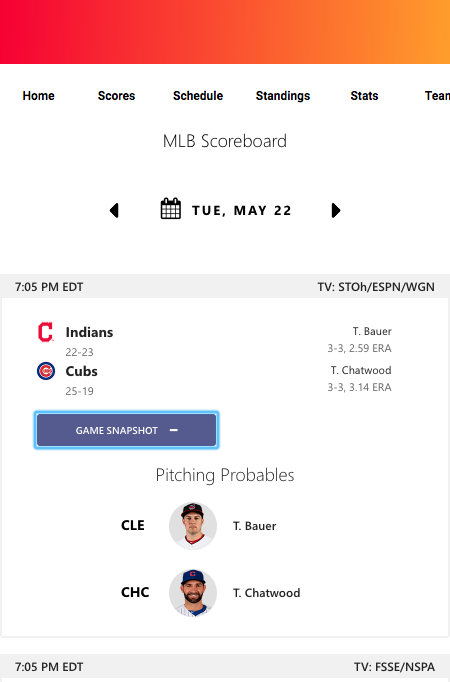 Home Scores Schedule Standings Stats Team
MLB Scoreboard
TUE, MAY 22
7:05 PM EDT TV: STOh/ESPN/WGN
Indians T. Bauer
22-23 3-3, 2.59 ERA
Cubs T. Chatwood
25-19 3-3, 3.14 ERA
GAME SNAPSHOT
Pitching Probables
CLE T. Bauer
CHC T. Chatwood
7:05 PM EDT TV: FSSE/NSPA